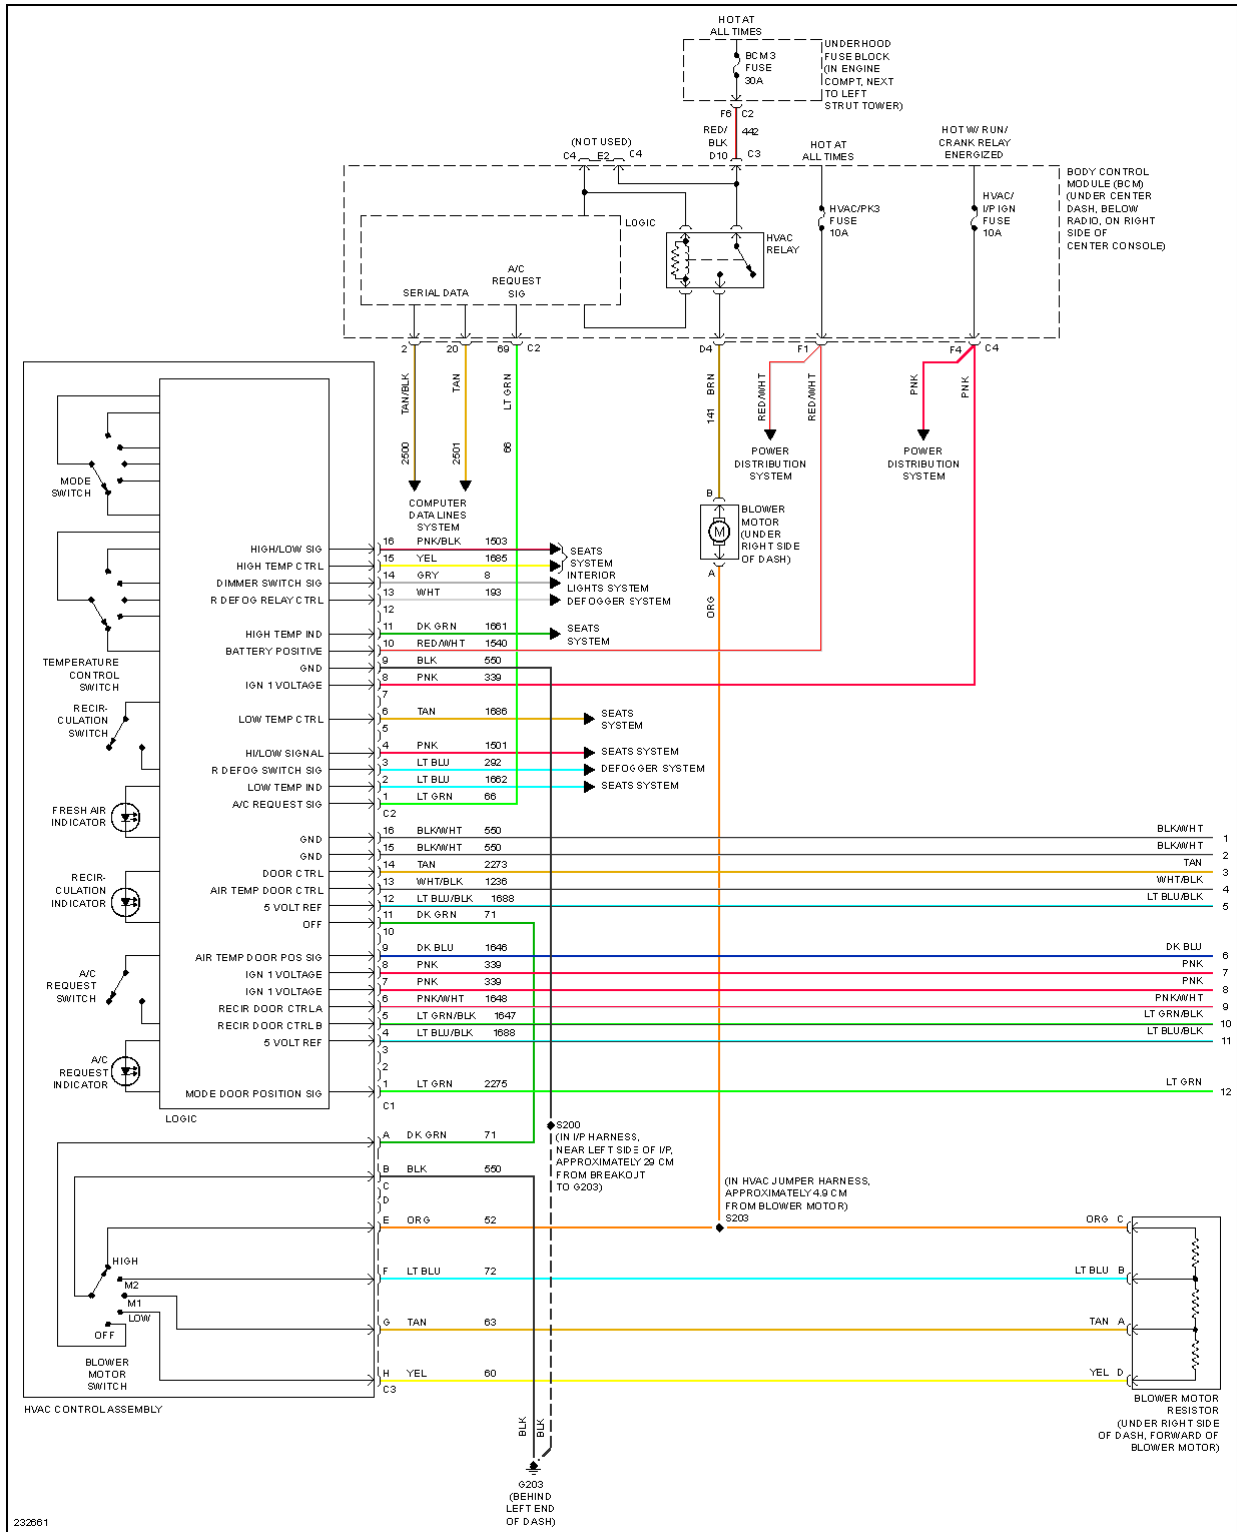 HOT AT
ALL TIMES
BCM 3
FUSE
30A
UNDERHOOD
FUSE BLOCK
(IN ENGINE
COMPT, NEXT
TO LEFT
STRUT TOWER)
F6 C2
RED/
BLK
442
D10 C3
(NOT USED)
C4 E2 C4
HOT AT
ALL TIMES
HOT W/ RUN/
CRANK RELAY
ENERGIZED
LOGIC
HVAC
RELAY
HVAC/PK3
FUSE
10A
HVAC/
I/P IGN
FUSE
10A
BODY CONTROL
MODULE (BCM)
(UNDER CENTER
DASH, BELOW
RADIO, ON RIGHT
SIDE OF
CENTER CONSOLE)
A/C
REQUEST
SIG
SERIAL DATA
2 20 69 C2 D4 F1 F4 C4
TAN/BLK
TAN
LT GRN
BRN
RED/WHT
RED/WHT
PNK
PNK
2500
2501
66
141
COMPUTER
DATA LINES
SYSTEM
POWER
DISTRIBUTION
SYSTEM
POWER
DISTRIBUTION
SYSTEM
B
M
BLOWER
MOTOR
(UNDER
RIGHT SIDE
OF DASH)
A
ORG
MODE
SWITCH
TEMPERATURE
CONTROL
SWITCH
RECIR-
CULATION
SWITCH
FRESH AIR
INDICATOR
RECIR-
CULATION
INDICATOR
A/C
REQUEST
SWITCH
A/C
REQUEST
INDICATOR
LOGIC
HIGH/LOW SIG 16 PNK/BLK 1503
HIGH TEMP CTRL 15 YEL 1685
SEATS
SYSTEM
DIMMER SWITCH SIG 14 GRY 8
INTERIOR
LIGHTS SYSTEM
R DEFOG RELAY CTRL 13 WHT 193 DEFOGGER SYSTEM
12
HIGH TEMP IND 11 DK GRN 1661
SEATS
SYSTEM
BATTERY POSITIVE 10 RED/WHT 1540
GND 9 BLK 550
IGN 1 VOLTAGE 8 PNK 339
7
LOW TEMP CTRL 6 TAN 1686
SEATS
SYSTEM
5
HI/LOW SIGNAL 4 PNK 1501 SEATS SYSTEM
R DEFOG SWITCH SIG 3 LT BLU 292 DEFOGGER SYSTEM
LOW TEMP IND 2 LT BLU 1662 SEATS SYSTEM
A/C REQUEST SIG 1 LT GRN 66
C2
GND 16 BLK/WHT 550 BLK/WHT 1
GND 15 BLK/WHT 550 BLK/WHT 2
DOOR CTRL 14 TAN 2273 TAN 3
AIR TEMP DOOR CTRL 13 WHT/BLK 1236 WHT/BLK 4
5 VOLT REF 12 LT BLU/BLK 1688 LT BLU/BLK 5
OFF 11 DK GRN 71
10
AIR TEMP DOOR POS SIG 9 DK BLU 1646 DK BLU 6
IGN 1 VOLTAGE 8 PNK 339 PNK 7
IGN 1 VOLTAGE 7 PNK 339 PNK 8
RECIR DOOR CTRL A 6 PNK/WHT 1648 PNK/WHT 9
RECIR DOOR CTRL B 5 LT GRN/BLK 1647 LT GRN/BLK 10
5 VOLT REF 4 LT BLU/BLK 1688 LT BLU/BLK 11
3
2
MODE DOOR POSITION SIG 1 LT GRN 2275 LT GRN 12
C1
A DK GRN 71
B BLK 550
C
D
E ORG 52 ORG C
F LT BLU 72 LT BLU B
G TAN 63 TAN A
H YEL 60 YEL D
C3
S200
(IN I/P HARNESS,
NEAR LEFT SIDE OF I/P,
APPROXIMATELY 29 CM
FROM BREAKOUT
TO G203)
(IN HVAC JUMPER HARNESS,
APPROXIMATELY 4.9 CM
FROM BLOWER MOTOR)
S203
HIGH
M2
M1
LOW
OFF
BLOWER
MOTOR
SWITCH
HVAC CONTROL ASSEMBLY
BLOWER MOTOR
RESISTOR
(UNDER RIGHT SIDE
OF DASH, FORWARD OF
BLOWER MOTOR)
BLK
BLK
G203
(BEHIND
LEFT END
OF DASH)
232661